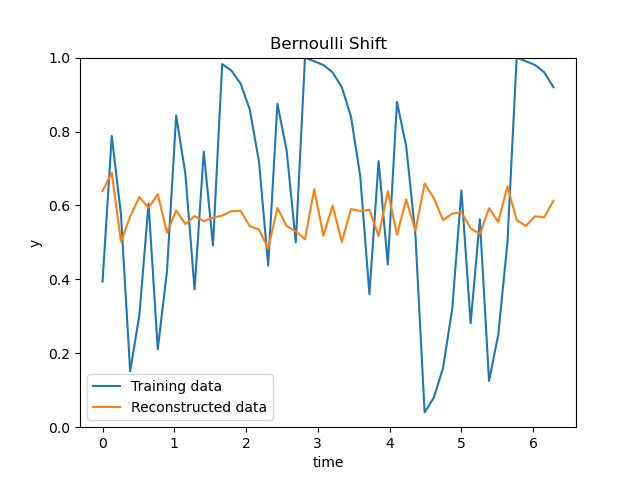 Bernoulli Shift
1.0
0.8
0.6
0.4
0.2
0.0
y
Training data
Reconstructed data
0 1 2 3 4 5 6
time